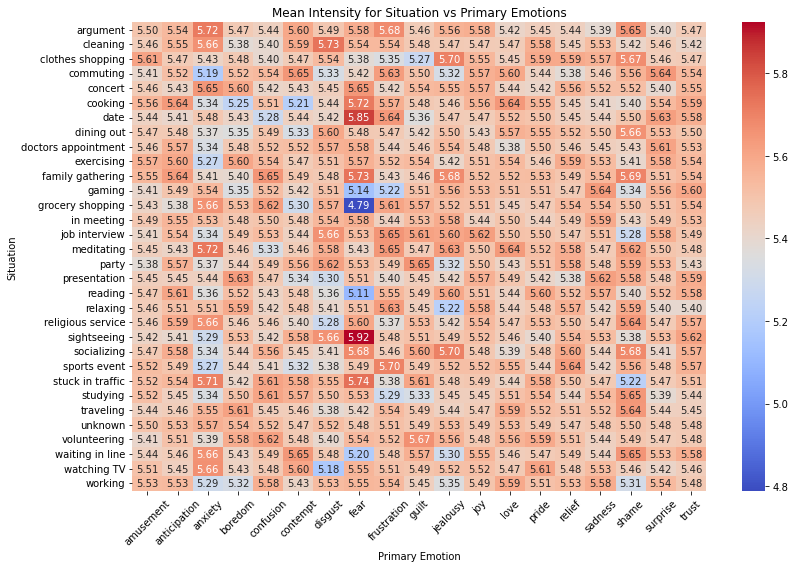 Mean Intensity for Situation vs Primary Emotions
argument 5.50 5.54 5.72 5.47 5.44 5.60 5.49 5.58 5.68 5.46 5.56 5.58 5.42 5.45 5.44 5.39 5.65 5.40 5.47
cleaning 5.46 5.55 5.66 5.38 5.40 5.59 5.73 5.54 5.54 5.48 5.47 5.47 5.47 5.58 5.45 5.53 5.42 5.46 5.42
clothes shopping 5.61 5.47 5.43 5.48 5.40 5.47 5.54 5.38 5.35 5.27 5.70 5.55 5.45 5.59 5.59 5.57 5.67 5.46 5.47
commuting 5.41 5.52 5.19 5.52 5.54 5.65 5.33 5.42 5.63 5.50 5.32 5.57 5.60 5.44 5.38 5.46 5.56 5.64 5.54
concert 5.46 5.43 5.65 5.60 5.42 5.43 5.45 5.65 5.42 5.54 5.55 5.57 5.44 5.42 5.56 5.52 5.52 5.40 5.55
cooking 5.56 5.64 5.34 5.25 5.51 5.21 5.44 5.72 5.57 5.48 5.46 5.56 5.64 5.55 5.45 5.41 5.40 5.54 5.59
date 5.44 5.41 5.48 5.43 5.28 5.44 5.42 5.85 5.64 5.36 5.47 5.47 5.52 5.50 5.45 5.44 5.50 5.63 5.58
dining out 5.47 5.48 5.37 5.35 5.49 5.33 5.60 5.48 5.47 5.42 5.50 5.43 5.57 5.55 5.52 5.50 5.66 5.53 5.50
doctors appointment 5.46 5.57 5.34 5.48 5.52 5.52 5.57 5.58 5.44 5.46 5.54 5.48 5.38 5.50 5.46 5.45 5.43 5.61 5.53
exercising 5.57 5.60 5.27 5.60 5.54 5.47 5.51 5.57 5.52 5.54 5.42 5.51 5.54 5.46 5.59 5.53 5.41 5.58 5.54
family gathering 5.55 5.64 5.41 5.40 5.65 5.49 5.48 5.73 5.43 5.46 5.68 5.52 5.52 5.53 5.49 5.54 5.69 5.51 5.54
gaming 5.41 5.49 5.54 5.35 5.52 5.42 5.51 5.14 5.22 5.51 5.56 5.53 5.51 5.51 5.47 5.64 5.34 5.56 5.60
grocery shopping 5.43 5.38 5.66 5.53 5.62 5.30 5.57 4.79 5.61 5.57 5.52 5.51 5.45 5.47 5.54 5.54 5.50 5.51 5.54
in meeting 5.49 5.55 5.53 5.48 5.50 5.48 5.54 5.58 5.44 5.53 5.58 5.44 5.50 5.44 5.49 5.59 5.43 5.49 5.53
job interview 5.41 5.54 5.34 5.49 5.53 5.44 5.66 5.53 5.65 5.61 5.60 5.62 5.50 5.50 5.47 5.51 5.28 5.58 5.49
meditating 5.45 5.43 5.72 5.46 5.33 5.46 5.58 5.43 5.65 5.47 5.63 5.50 5.64 5.52 5.58 5.47 5.62 5.50 5.48
party 5.38 5.57 5.37 5.44 5.49 5.56 5.62 5.53 5.49 5.65 5.32 5.50 5.43 5.51 5.58 5.48 5.59 5.53 5.43
presentation 5.45 5.45 5.44 5.63 5.47 5.34 5.30 5.51 5.40 5.45 5.42 5.57 5.49 5.42 5.38 5.62 5.58 5.48 5.59
reading 5.47 5.61 5.36 5.52 5.43 5.48 5.36 5.11 5.55 5.49 5.60 5.51 5.44 5.60 5.52 5.57 5.40 5.52 5.58
relaxing 5.46 5.51 5.51 5.59 5.42 5.48 5.41 5.51 5.63 5.45 5.22 5.58 5.44 5.48 5.57 5.42 5.59 5.40 5.40
religious service 5.46 5.59 5.66 5.46 5.46 5.40 5.28 5.60 5.37 5.53 5.42 5.54 5.47 5.53 5.50 5.47 5.64 5.47 5.57
sightseeing 5.42 5.41 5.29 5.53 5.42 5.58 5.66 5.92 5.48 5.51 5.49 5.52 5.46 5.40 5.54 5.53 5.38 5.53 5.62
socializing 5.47 5.58 5.34 5.44 5.56 5.45 5.41 5.68 5.46 5.60 5.70 5.48 5.39 5.48 5.60 5.44 5.68 5.41 5.57
sports event 5.52 5.49 5.27 5.44 5.41 5.32 5.38 5.49 5.70 5.49 5.52 5.52 5.55 5.44 5.64 5.42 5.56 5.48 5.57
stuck in traffic 5.52 5.54 5.71 5.42 5.61 5.58 5.55 5.74 5.38 5.61 5.48 5.49 5.44 5.58 5.50 5.47 5.22 5.47 5.51
studying 5.52 5.45 5.34 5.50 5.61 5.57 5.50 5.53 5.29 5.33 5.45 5.45 5.51 5.54 5.44 5.53 5.65 5.39 5.44
traveling 5.44 5.46 5.55 5.61 5.45 5.46 5.38 5.42 5.54 5.49 5.44 5.47 5.59 5.52 5.51 5.52 5.64 5.44 5.45
unknown 5.50 5.53 5.57 5.54 5.52 5.47 5.52 5.48 5.51 5.49 5.53 5.49 5.53 5.49 5.47 5.48 5.50 5.48 5.48
volunteering 5.41 5.51 5.39 5.58 5.62 5.48 5.40 5.54 5.52 5.67 5.56 5.48 5.56 5.59 5.51 5.44 5.49 5.47 5.48
waiting in line 5.44 5.46 5.66 5.43 5.49 5.65 5.48 5.20 5.48 5.57 5.30 5.55 5.46 5.47 5.49 5.44 5.65 5.53 5.58
watching TV 5.51 5.45 5.66 5.43 5.48 5.60 5.18 5.55 5.51 5.49 5.52 5.52 5.47 5.61 5.48 5.53 5.46 5.42 5.46
working 5.53 5.53 5.29 5.32 5.58 5.43 5.53 5.55 5.54 5.45 5.35 5.49 5.59 5.51 5.53 5.58 5.31 5.54 5.48
Situation
amusement anticipation anxiety boredom confusion contempt disgust fear frustration guilt jealousy joy love pride relief sadness shame surprise trust
Primary Emotion
5.8
5.6
5.4
5.2
5.0
4.8